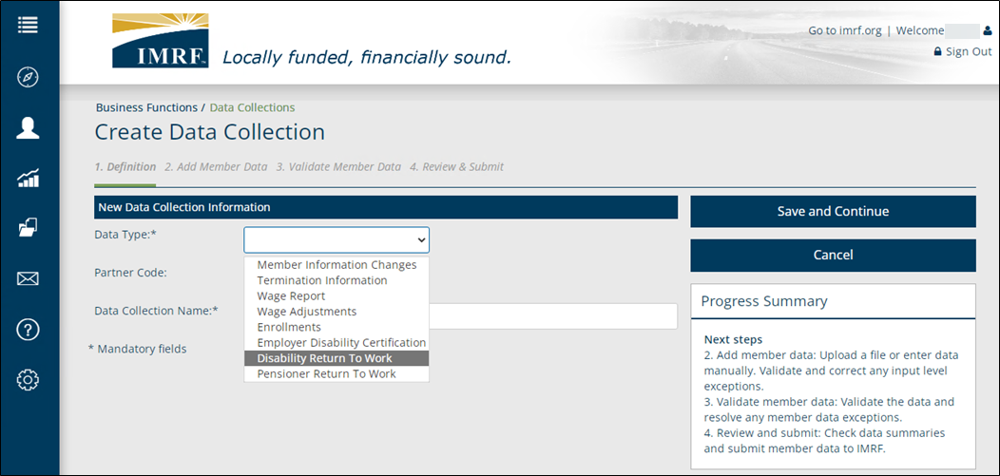 IMRF™
Locally funded, financially sound.
Go to imrf.org | Welcome
Sign Out
Business Functions / Data Collections
Create Data Collection
1. Definition 2. Add Member Data 3. Validate Member Data 4. Review & Submit
New Data Collection Information
Data Type:*
Member Information Changes
Termination Information
Wage Report
Wage Adjustments
Enrollments
Employer Disability Certification
Disability Return To Work
Pensioner Return To Work
Partner Code:
Data Collection Name:*
* Mandatory fields
Save and Continue
Cancel
Progress Summary
Next steps
2. Add member data: Upload a file or enter data
manually. Validate and correct any input level
exceptions.
3. Validate member data: Validate the data and
resolve any member data exceptions.
4. Review and submit: Check data summaries
and submit member data to IMRF.